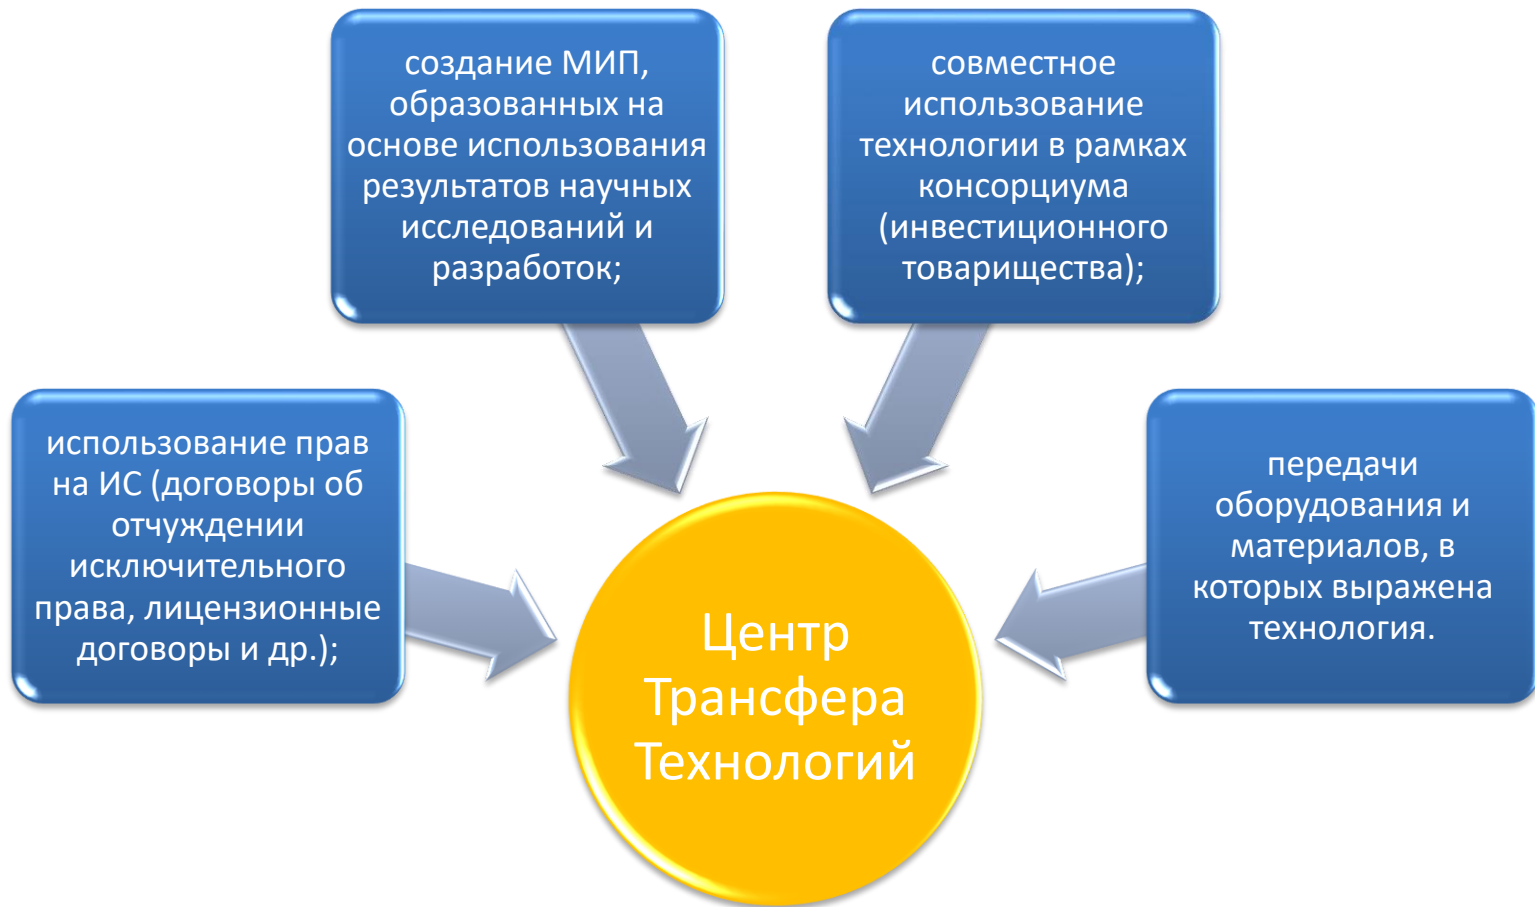 создание МИП,
образованных на
основе использования
результатов научных
исследований и
разработок;
совместное
использование
технологии в рамках
консорциума
(инвестиционного
товарищества);
использование прав
на ИС (договоры об
отчуждении
исключительного
права, лицензионные
договоры и др.);
передачи
оборудования и
материалов, в
которых выражена
технология.
Центр
Трансфера
Технологий